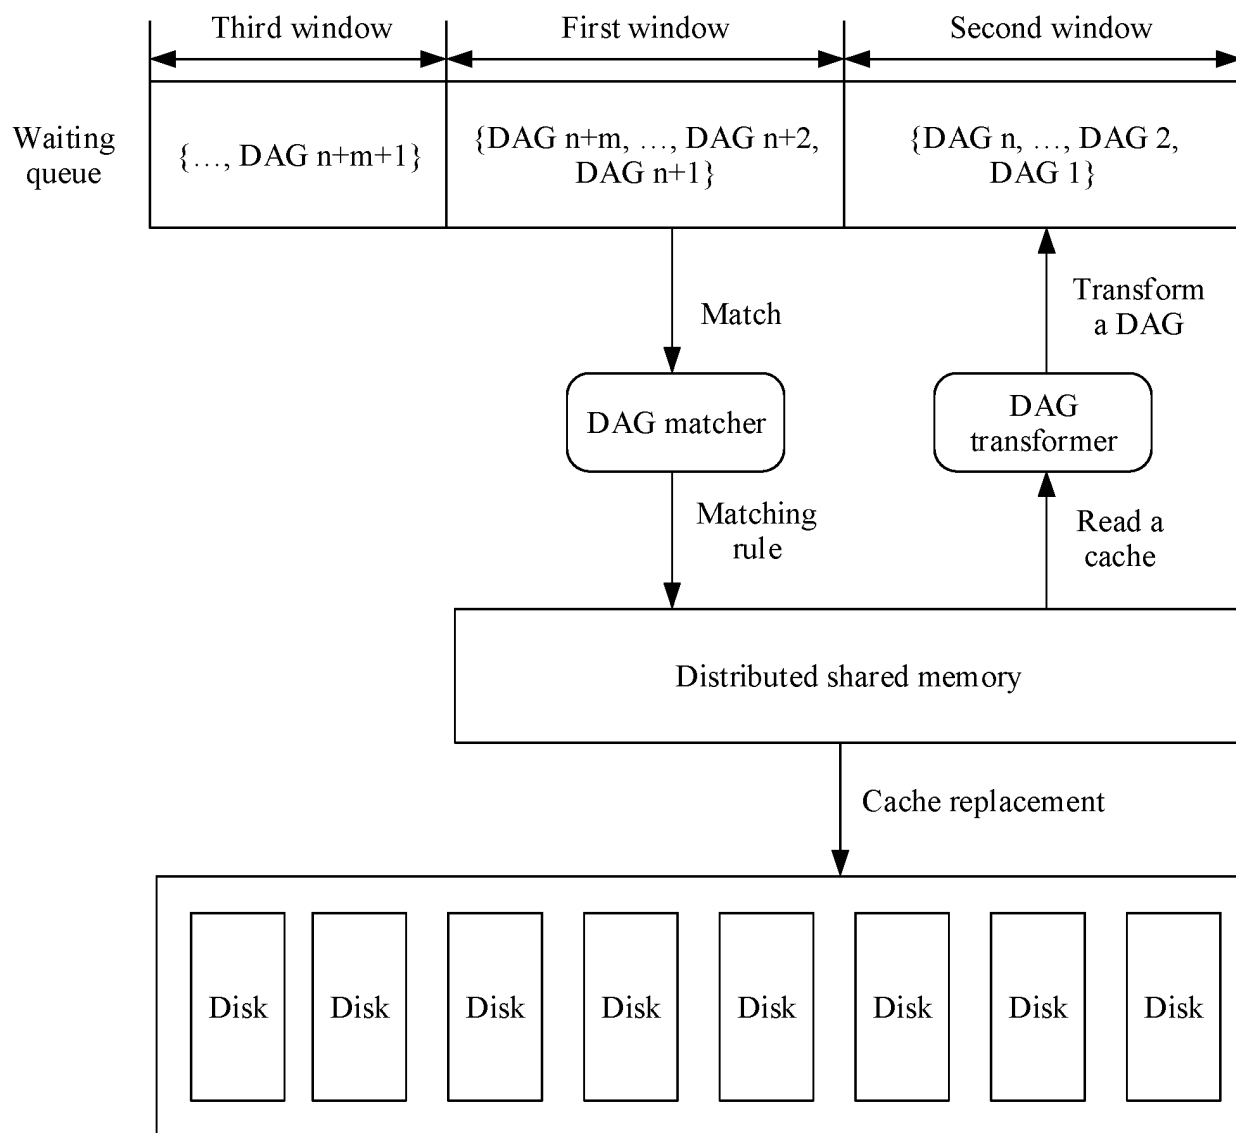 Third window
First window
Second window
Waiting
queue
{..., DAG n+m+1}
{DAG n+m, ..., DAG n+2,
DAG n+1}
{DAG n, ..., DAG 2,
DAG 1}
Match
Transform
a DAG
DAG matcher
DAG
transformer
Matching
rule
Read a
cache
Distributed shared memory
Cache replacement
Disk
Disk
Disk
Disk
Disk
Disk
Disk
Disk